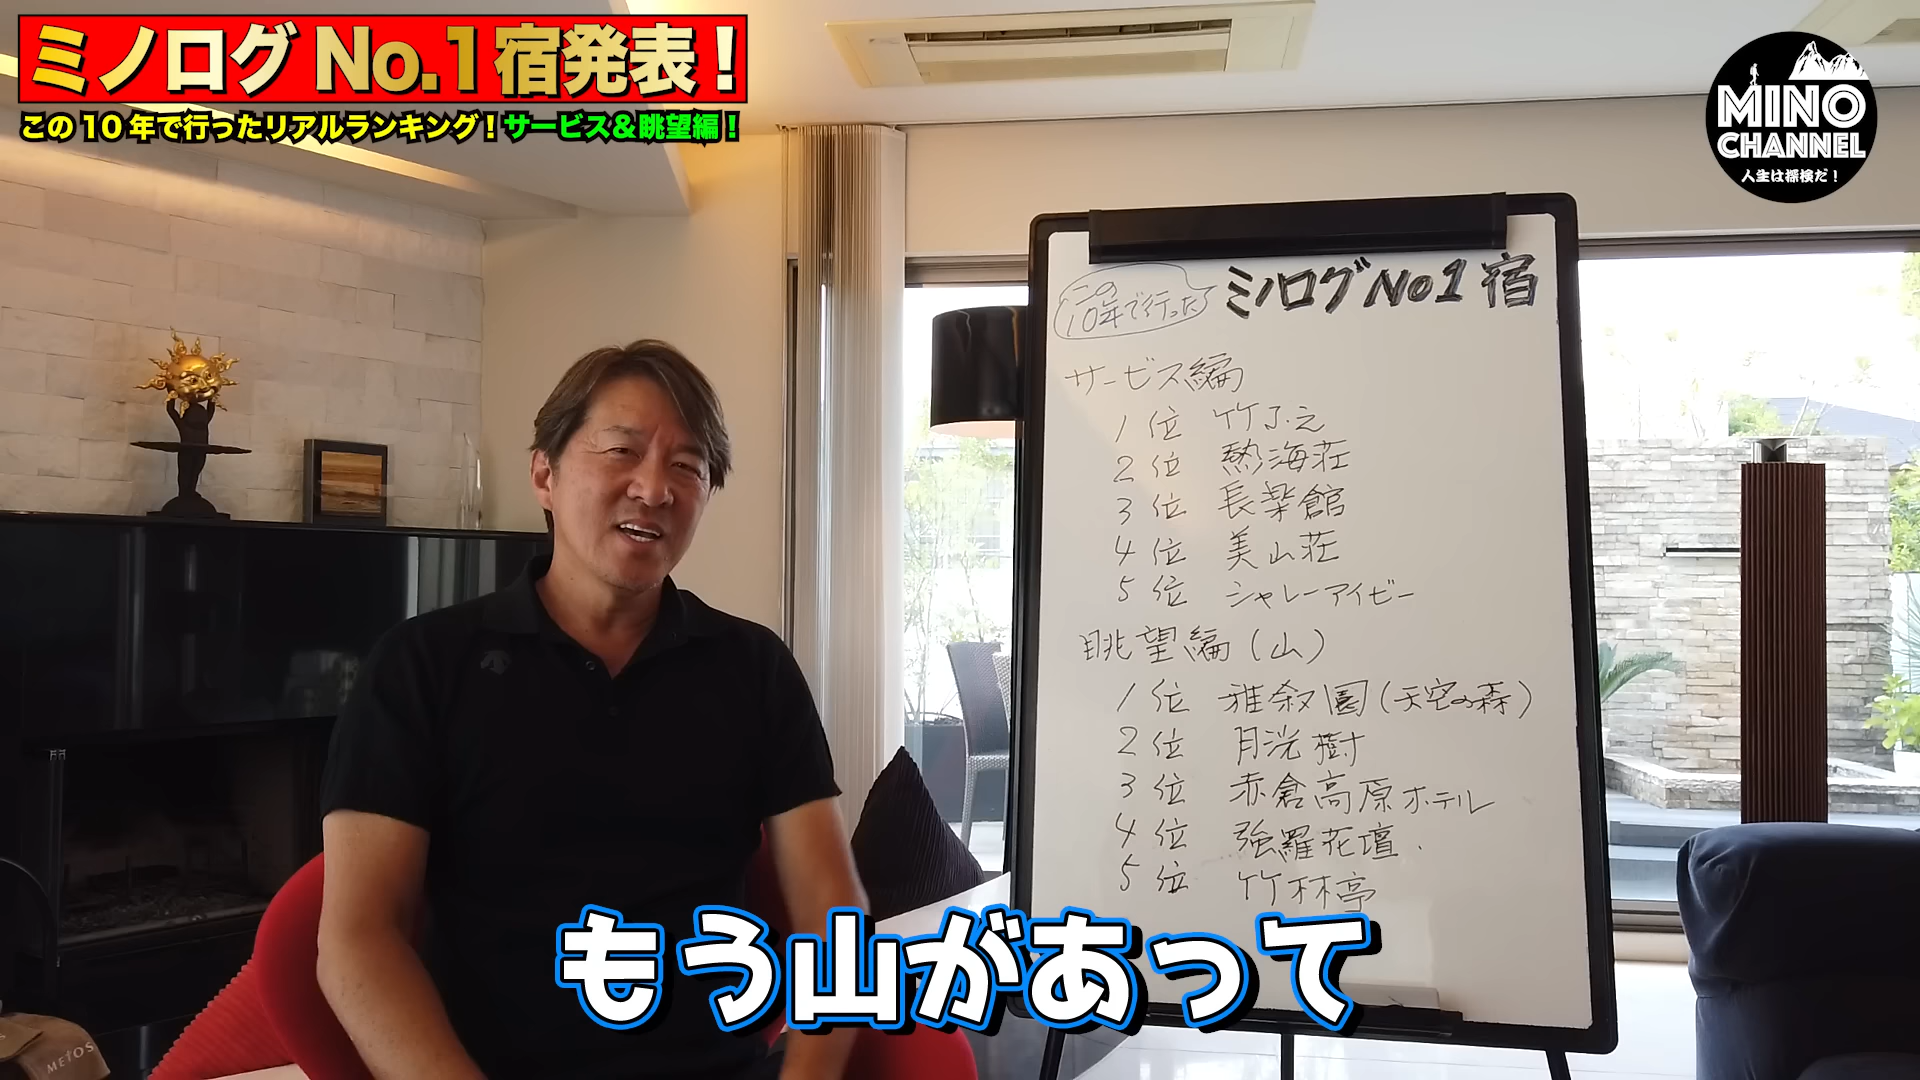 ミノログNo.1宿発表！
この10年で行ったリアルランキング！サービス&眺望編！
MINO
CHANNEL
人生は探検だ！
この
10年で行った
ミノログNo1宿
サービス編
1位 竹ふえ
2位 熱海荘
3位 長楽館
4位 美山荘
5位 シャレーアイビー
眺望編(山)
1位 雅叙園(天空の森)
2位 月洸樹
3位 赤倉高原ホテル
4位 強羅花壇.
5位 竹林亭
もう山があって
METOS